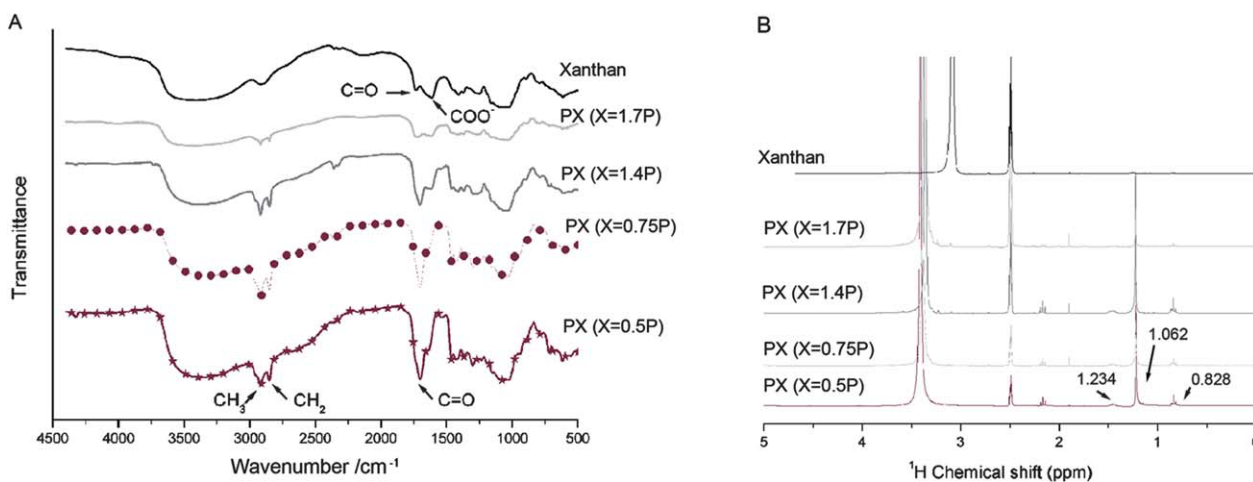 A
Xanthan
C=O
COO⁻
PX (X=1.7P)
PX (X=1.4P)
PX (X=0.75P)
PX (X=0.5P)
CH₃
CH₂
C=O
Transmittance
4500 4000 3500 3000 2500 2000 1500 1000 500
Wavenumber /cm⁻¹
B
Xanthan
PX (X=1.7P)
PX (X=1.4P)
PX (X=0.75P)
1.062
1.234
0.828
PX (X=0.5P)
5 4 3 2 1 0
¹H Chemical shift (ppm)